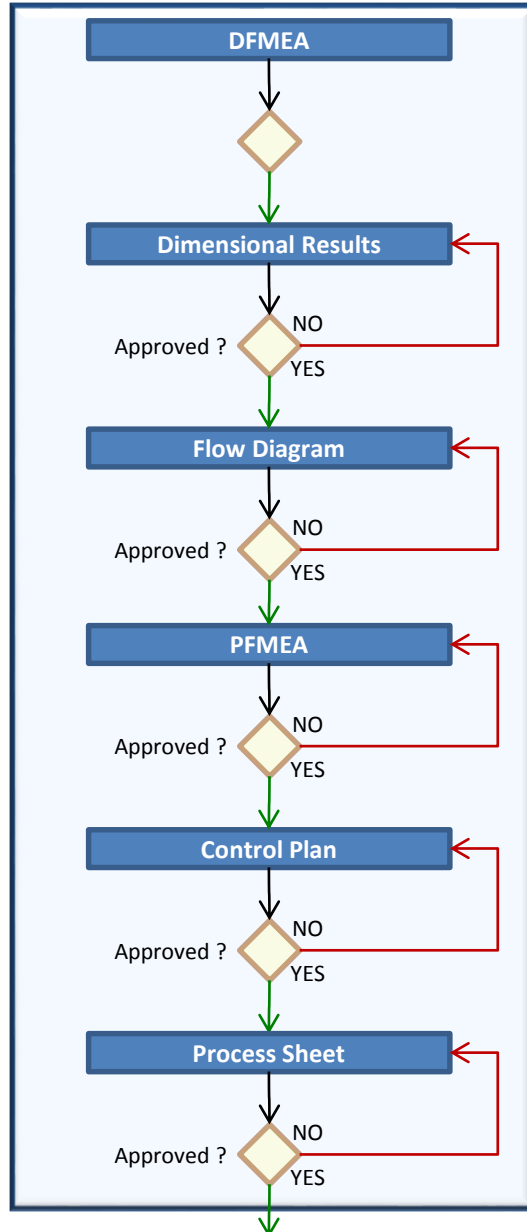 DFMEA
Dimensional Results
NO
Approved ?
YES
Flow Diagram
NO
Approved ?
YES
PFMEA
NO
Approved ?
YES
Control Plan
NO
Approved ?
YES
Process Sheet
NO
Approved ?
YES